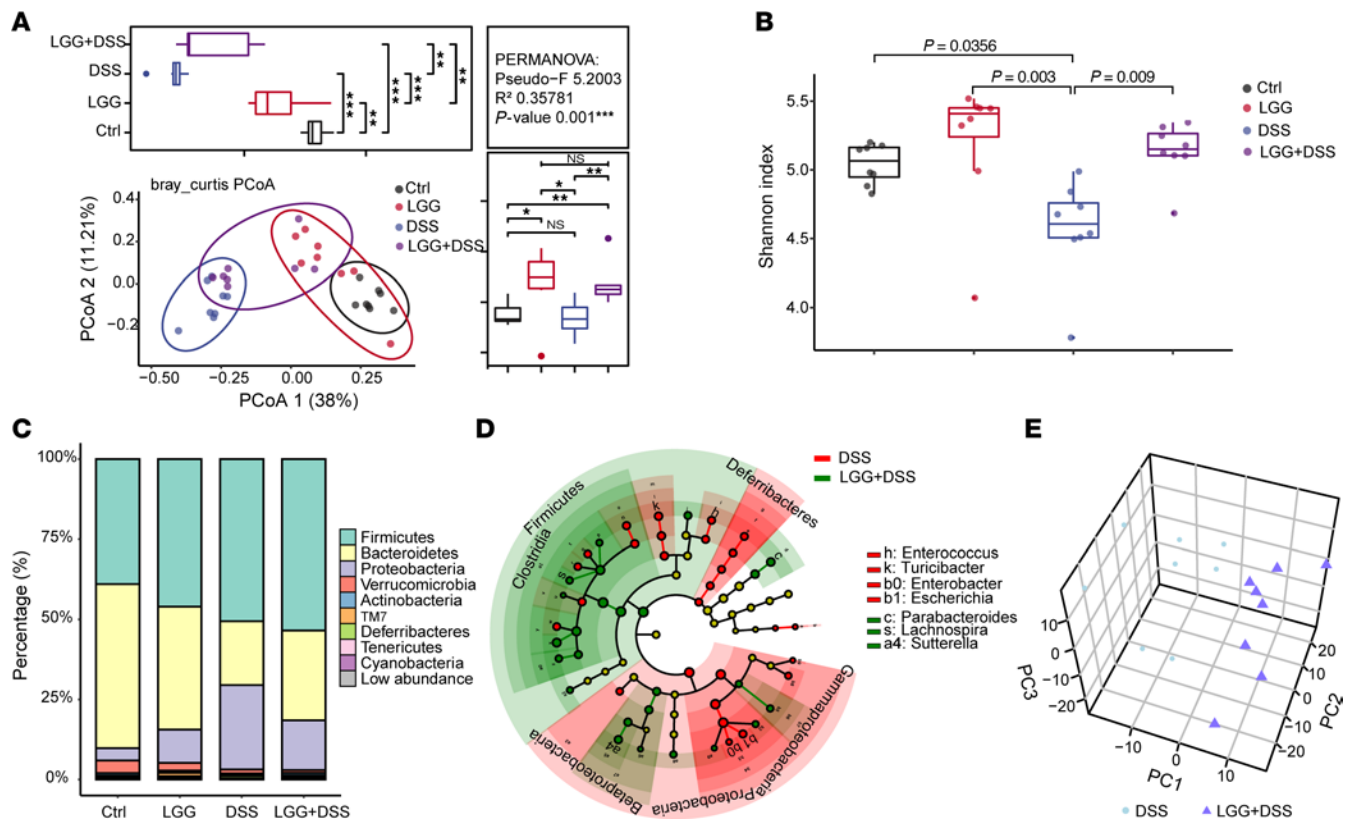 A
LGG+DSS
DSS
LGG
Ctrl
**
**
***
***
***
**
PERMANOVA:
Pseudo-F 5.2003
R² 0.35781
P-value 0.001***
bray_curtis PCoA
Ctrl
LGG
DSS
LGG+DSS
PCoA 2 (11.21%)
0.4
0.2
0.0
−0.2
−0.50
−0.25
0.00
0.25
PCoA 1 (38%)
NS
**
*
**
*
NS
B
P = 0.0356
P = 0.003
P = 0.009
Shannon index
5.5
5.0
4.5
4.0
Ctrl
LGG
DSS
LGG+DSS
C
Percentage (%)
100%
75%
50%
25%
0%
Ctrl
LGG
DSS
LGG+DSS
Firmicutes
Bacteroidetes
Proteobacteria
Verrucomicrobia
Actinobacteria
TM7
Deferribacteres
Tenericutes
Cyanobacteria
Low abundance
D
DSS
LGG+DSS
Firmicutes
Clostridia
Deferribacteres
Gammaproteobacteria
Proteobacteria
Betaproteobacteria
k
h
c
s
a4
b1
b0
h: Enterococcus
k: Turicibacter
b0: Enterobacter
b1: Escherichia
c: Parabacteroides
s: Lachnospira
a4: Sutterella
E
PC3
10
0
−10
−20
−10
0
10
PC1
20
10
0
−10
−20
PC2
DSS
LGG+DSS